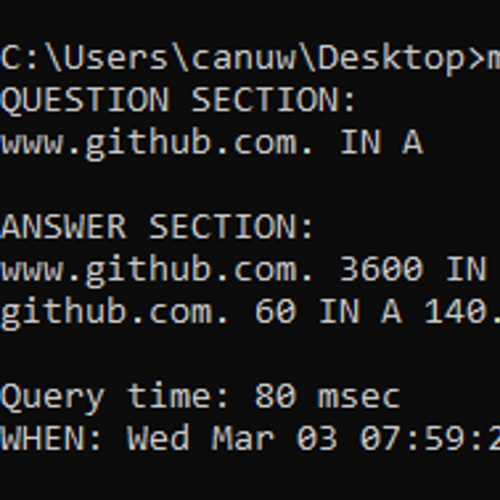 C:\Users\canuw\Desktop>m
QUESTION SECTION:
www.github.com. IN A
ANSWER SECTION:
www.github.com. 3600 IN
github.com. 60 IN A 140.
Query time: 80 msec
WHEN: Wed Mar 03 07:59:2